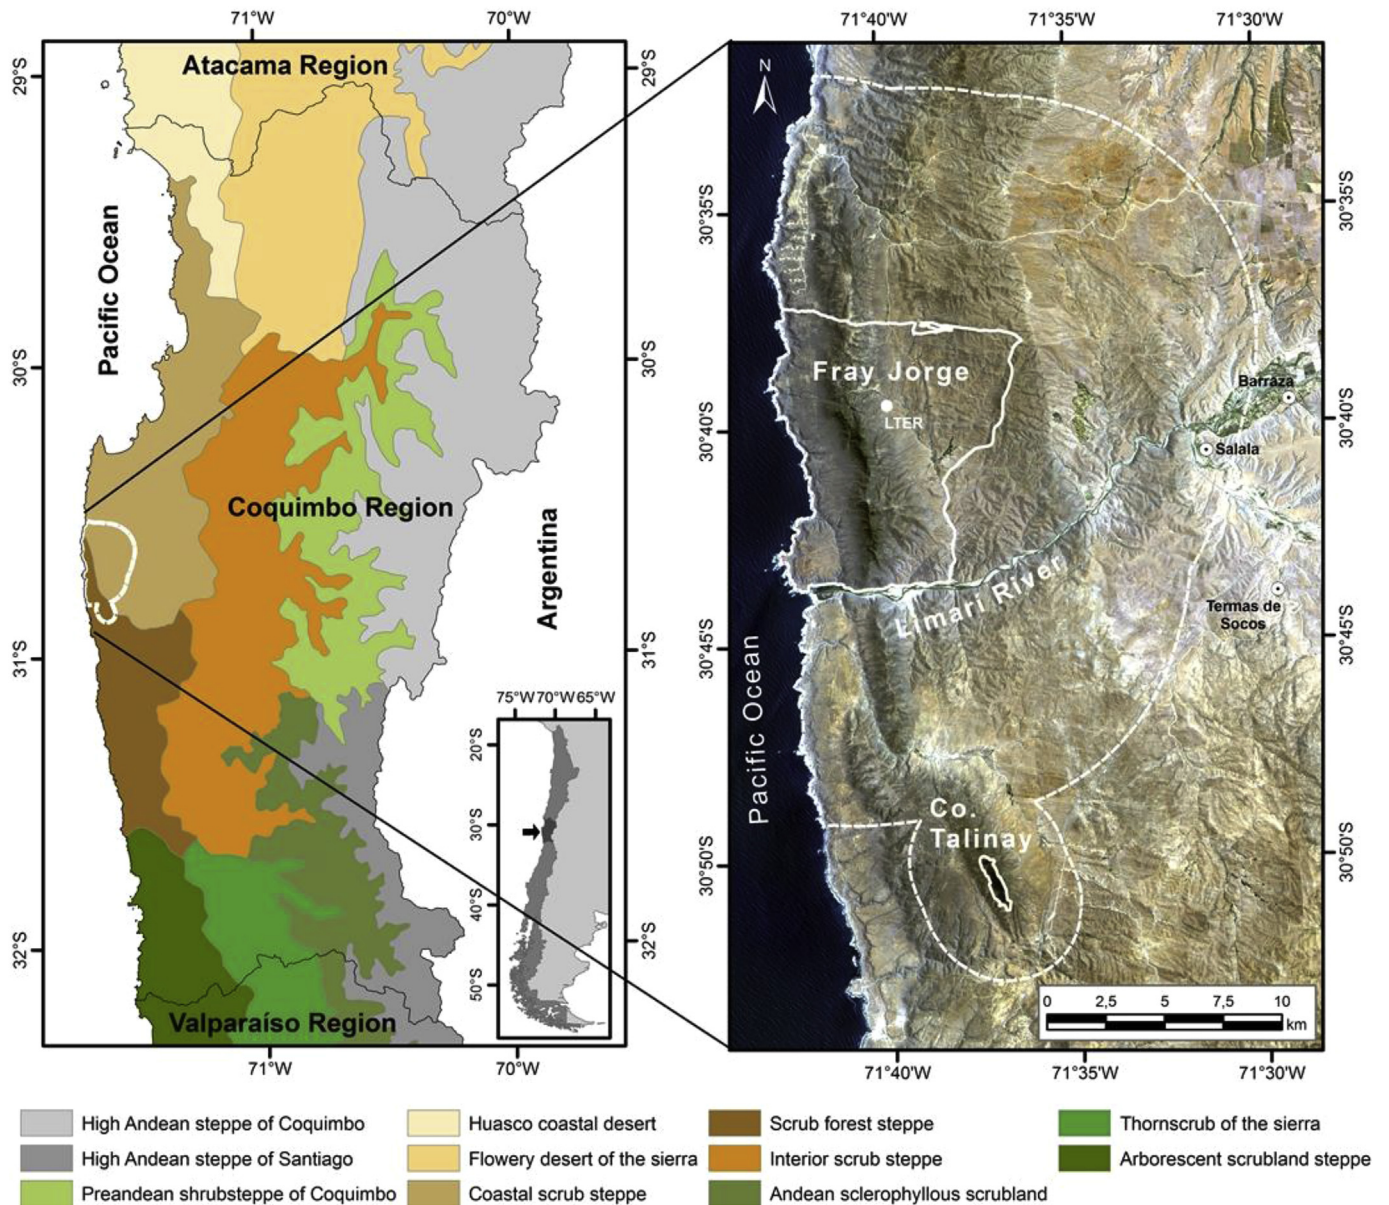 71°W
70°W
71°40'W
71°35'W
71°30'W
Atacama Region
N
29°S
29°S
Pacific Ocean
30°35'S
30°35'S
30°S
30°S
Fray Jorge
LTER
Barraza
30°40'S
30°40'S
Salala
Coquimbo Region
Argentina
Limari River
Termas de
Socos
31°S
31°S
30°45'S
30°45'S
Pacific Ocean
75°W 70°W 65°W
20°S
30°S
40°S
50°S
Co.
Talinay
30°50'S
30°50'S
32°S
32°S
Valparaíso Region
0 2,5 5 7,5 10
km
71°W
70°W
71°40'W
71°35'W
71°30'W
High Andean steppe of Coquimbo
Huasco coastal desert
Scrub forest steppe
Thornscrub of the sierra
High Andean steppe of Santiago
Flowery desert of the sierra
Interior scrub steppe
Arborescent scrubland steppe
Preandean shrubsteppe of Coquimbo
Coastal scrub steppe
Andean sclerophyllous scrubland